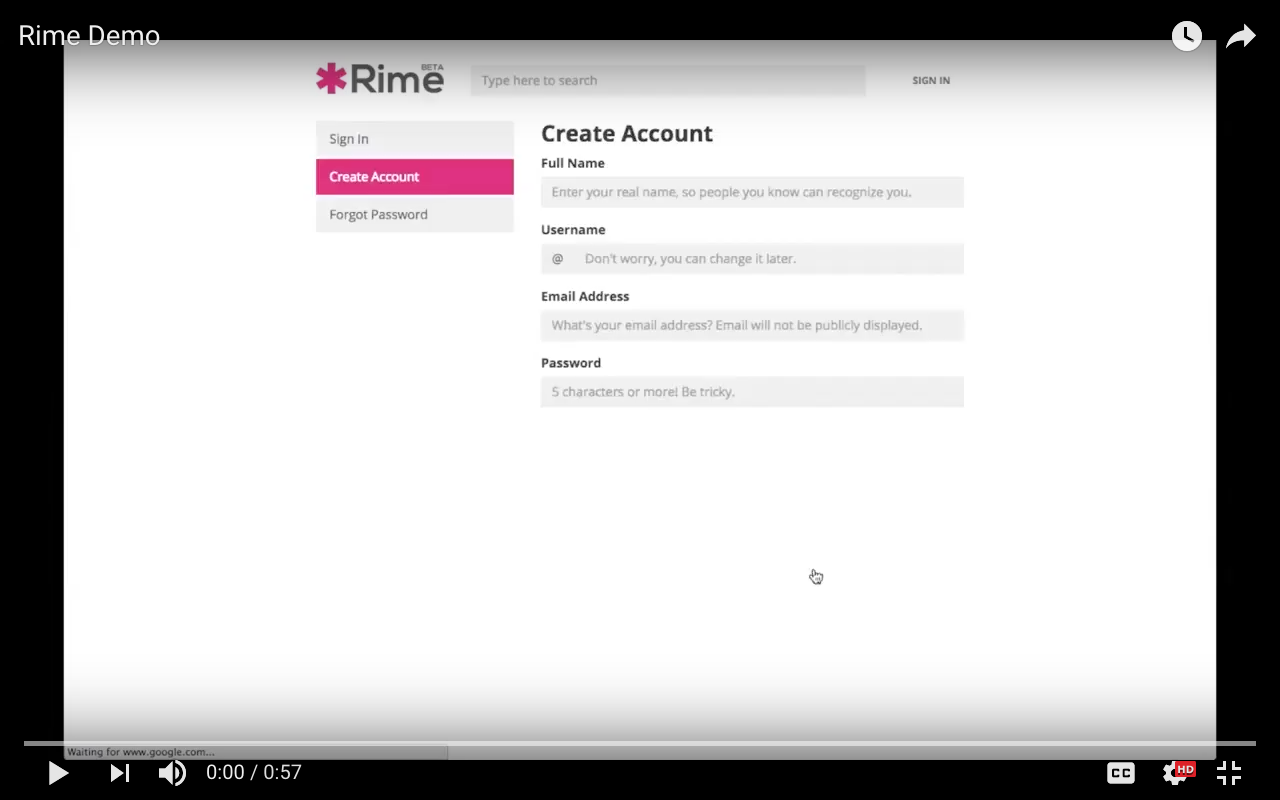 Rime Demo
Rime BETA
Type here to search
SIGN IN
Sign In
Create Account
Forgot Password
Create Account
Full Name
Enter your real name, so people you know can recognize you.
Username
@ Don't worry, you can change it later.
Email Address
What's your email address? Email will not be publicly displayed.
Password
5 characters or more! Be tricky.
Waiting for www.google.com...
0:00 / 0:57
CC
HD